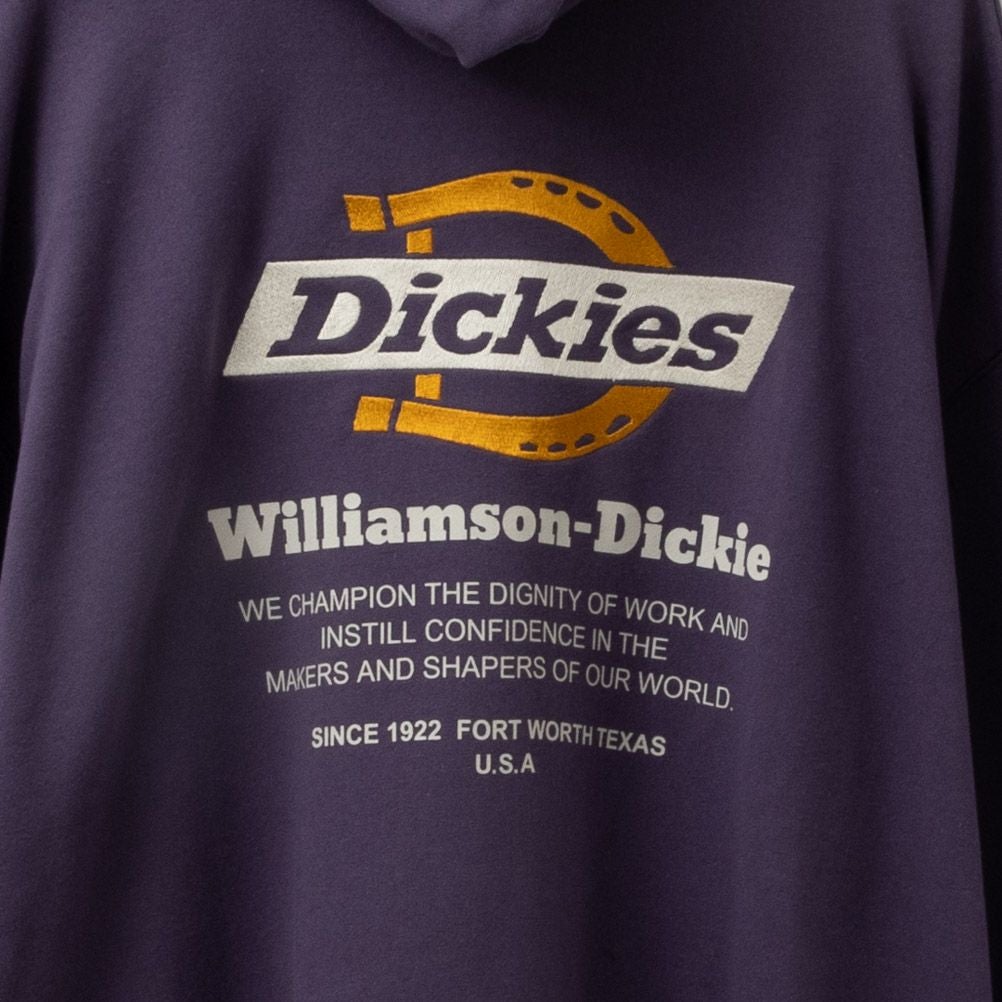 Dickies
Williamson-Dickie
WE CHAMPION THE DIGNITY OF WORK AND
INSTILL CONFIDENCE IN THE
MAKERS AND SHAPERS OF OUR WORLD.
SINCE 1922 FORT WORTH TEXAS
U.S.A